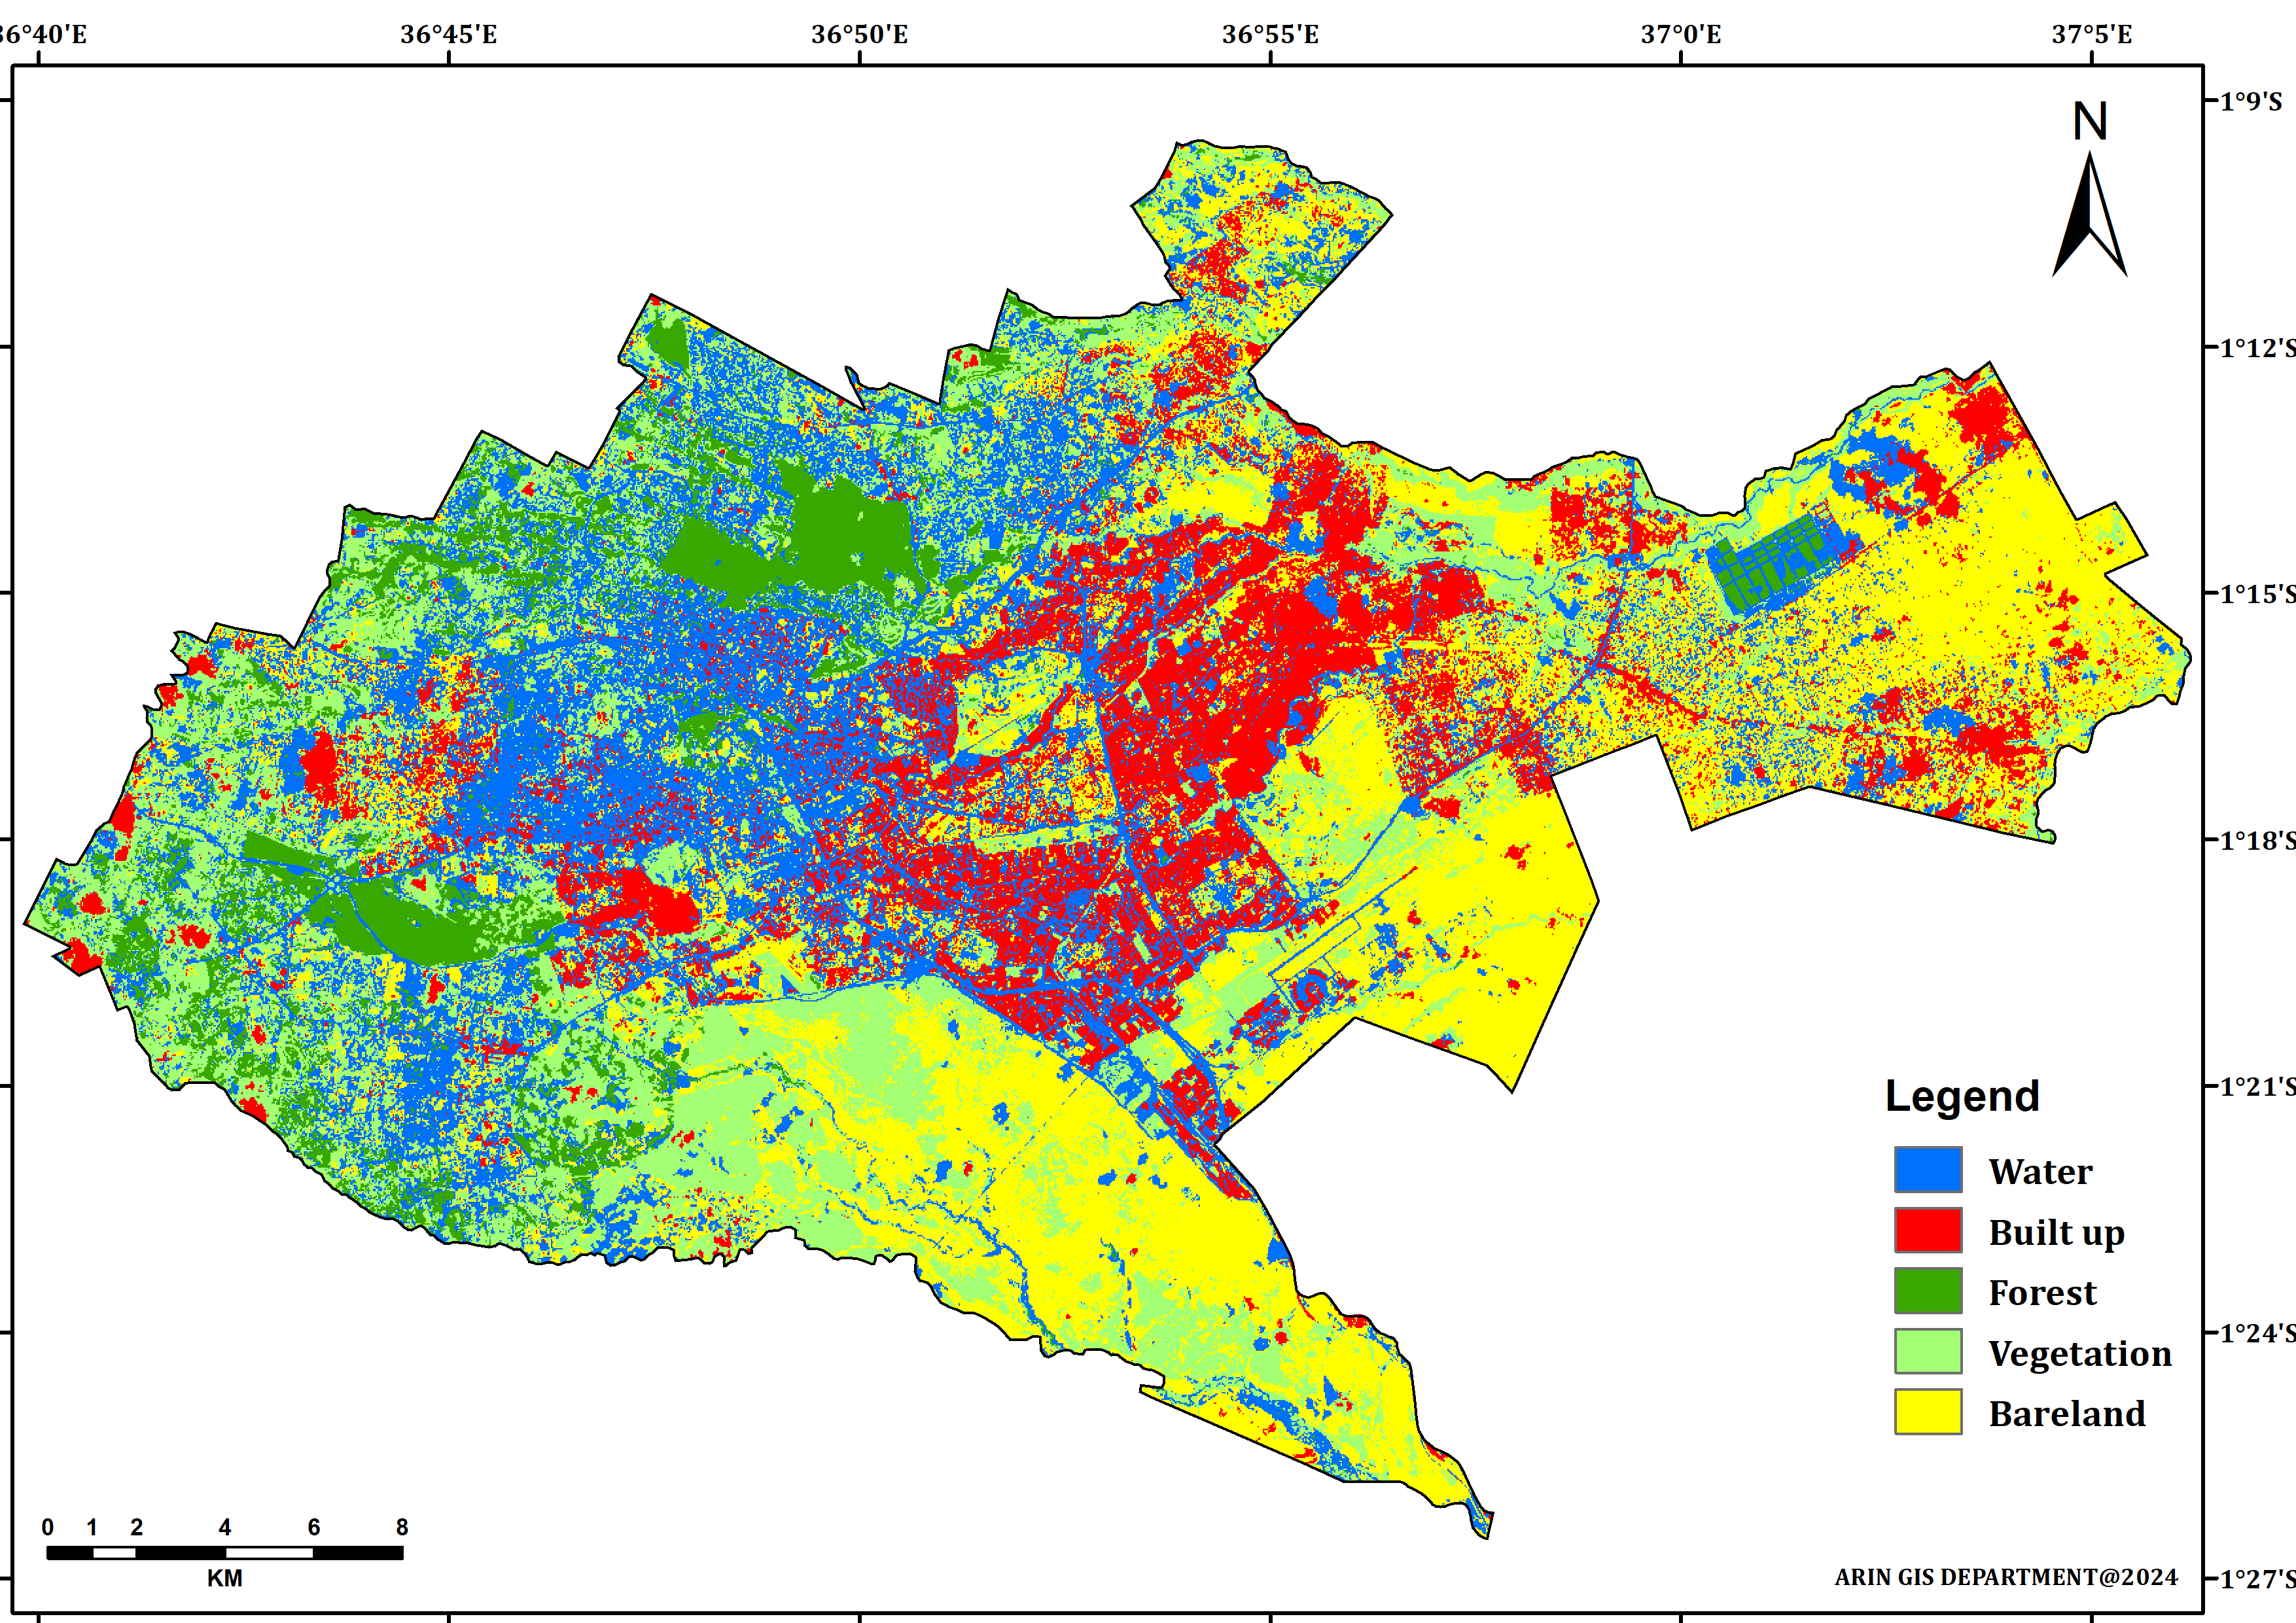 36°40'E 36°45'E 36°50'E 36°55'E 37°0'E 37°5'E
1°9'S
N
1°12'S
1°15'S
1°18'S
1°21'S
Legend
Water
Built up
Forest
Vegetation
Bareland
1°24'S
0 1 2 4 6 8
KM
ARIN GIS DEPARTMENT@2024
1°27'S